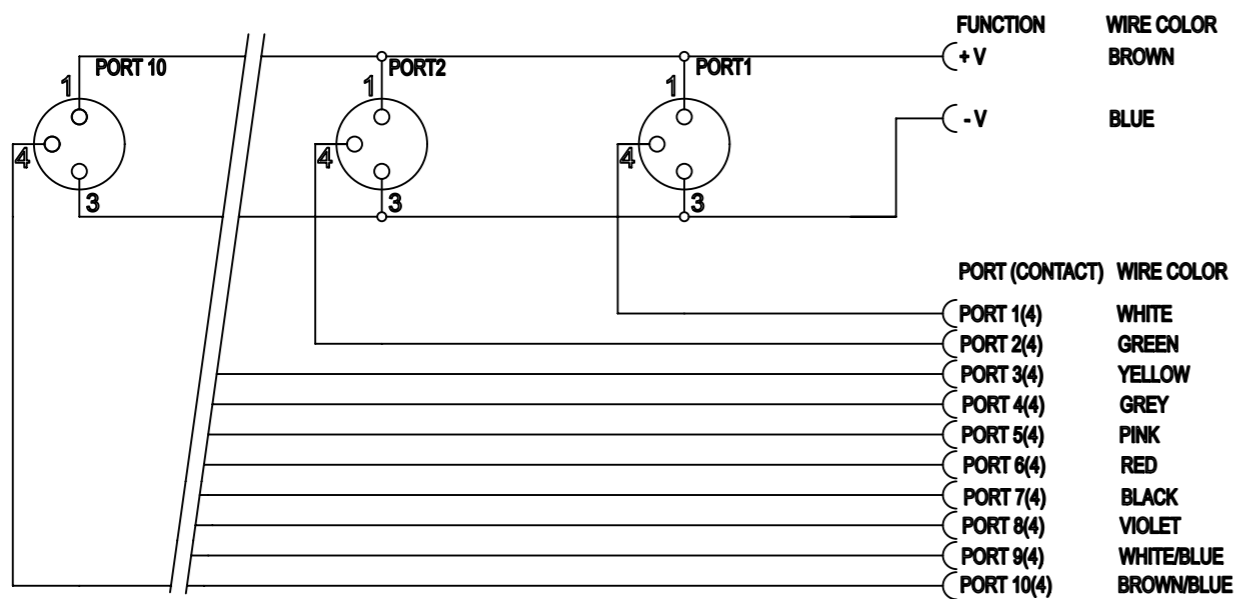 FUNCTION WIRE COLOR
PORT 10 PORT2 PORT1 + V BROWN
1 1 1
- V BLUE
4 4 4
3 3 3
PORT (CONTACT) WIRE COLOR
PORT 1(4) WHITE
PORT 2(4) GREEN
PORT 3(4) YELLOW
PORT 4(4) GREY
PORT 5(4) PINK
PORT 6(4) RED
PORT 7(4) BLACK
PORT 8(4) VIOLET
PORT 9(4) WHITE/BLUE
PORT 10(4) BROWN/BLUE